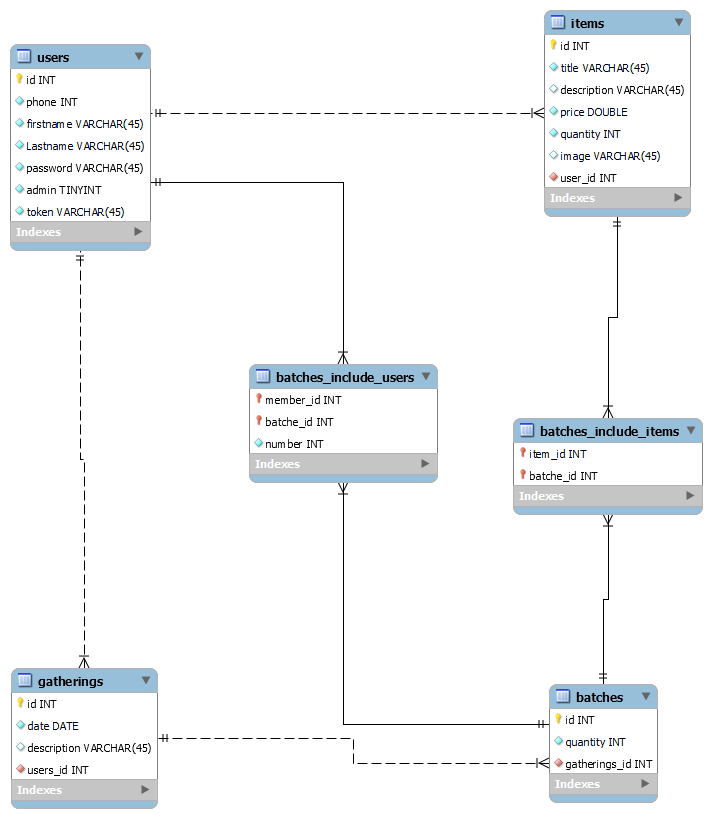 users
id INT
phone INT
firstname VARCHAR(45)
Lastname VARCHAR(45)
password VARCHAR(45)
admin TINYINT
token VARCHAR(45)
Indexes
items
id INT
title VARCHAR(45)
description VARCHAR(45)
price DOUBLE
quantity INT
image VARCHAR(45)
user_id INT
Indexes
batches_include_users
member_id INT
batche_id INT
number INT
Indexes
batches_include_items
item_id INT
batche_id INT
Indexes
gatherings
id INT
date DATE
description VARCHAR(45)
users_id INT
Indexes
batches
id INT
quantity INT
gatherings_id INT
Indexes